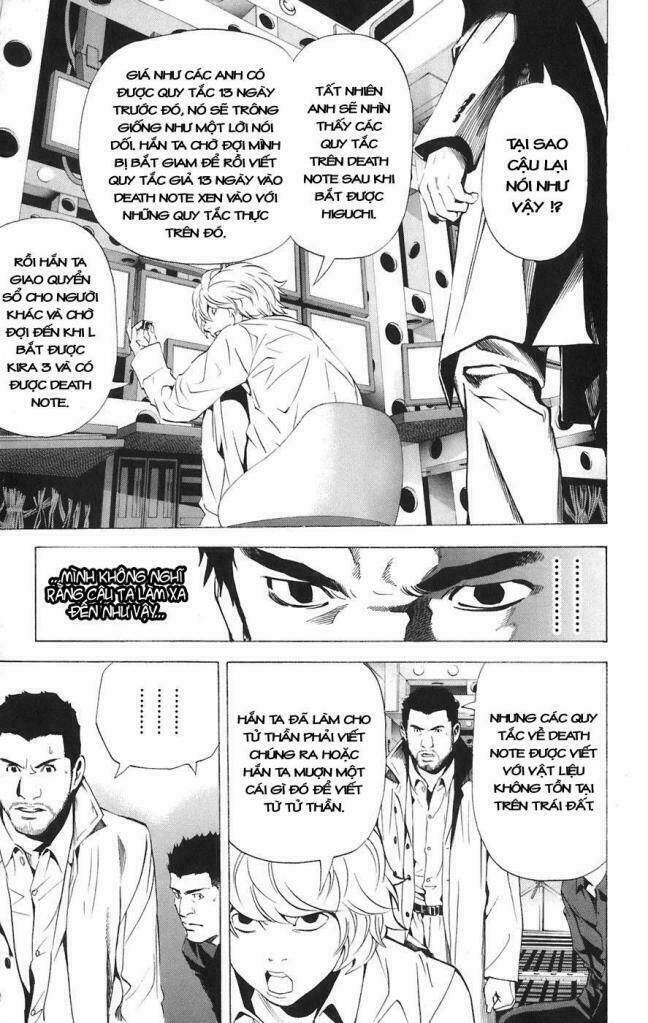 TẠI SAO
CẬU LẠI
NÓI NHƯ
VẬY !?
TẤT NHIÊN
ANH SẼ NHÌN
THẤY CÁC
QUY TẮC
TRÊN DEATH
NOTE SAU KHI
BẮT ĐƯỢC
HIGUCHI.
GIÁ NHƯ CÁC ANH CÓ
ĐƯỢC QUY TẮC 13 NGÀY
TRƯỚC ĐÓ, NÓ SẼ TRÔNG
GIỐNG NHƯ MỘT LỜI NÓI
DỐI. HẮN TA CHỜ ĐỢI MÌNH
BỊ BẮT GIAM ĐỂ RỒI VIẾT
QUY TẮC GIẢ 13 NGÀY VÀO
DEATH NOTE XEN VÀO VỚI
NHỮNG QUY TẮC THỰC
TRÊN ĐÓ.
RỒI HẮN TA
GIAO QUYỂN
SỔ CHO NGƯỜI
KHÁC VÀ CHỜ
ĐỢI ĐẾN KHI L
BẮT ĐƯỢC
KIRA 3 VÀ CÓ
ĐƯỢC DEATH
NOTE.
...MÌNH KHÔNG NGHĨ
RẰNG CẬU TA LÀM XA
ĐẾN NHƯ VẬY...
NHƯNG CÁC QUY
TẮC VỀ DEATH
NOTE ĐƯỢC VIẾT
VỚI VẬT LIỆU
KHÔNG TỒN TẠI
TRÊN TRÁI ĐẤT.
HẮN TA ĐÃ LÀM CHO
TỬ THẦN PHẢI VIẾT
CHÚNG RA HOẶC
HẮN TA MƯỢN MỘT
CÁI GÌ ĐÓ ĐỂ VIẾT
TỪ TỬ THẦN.